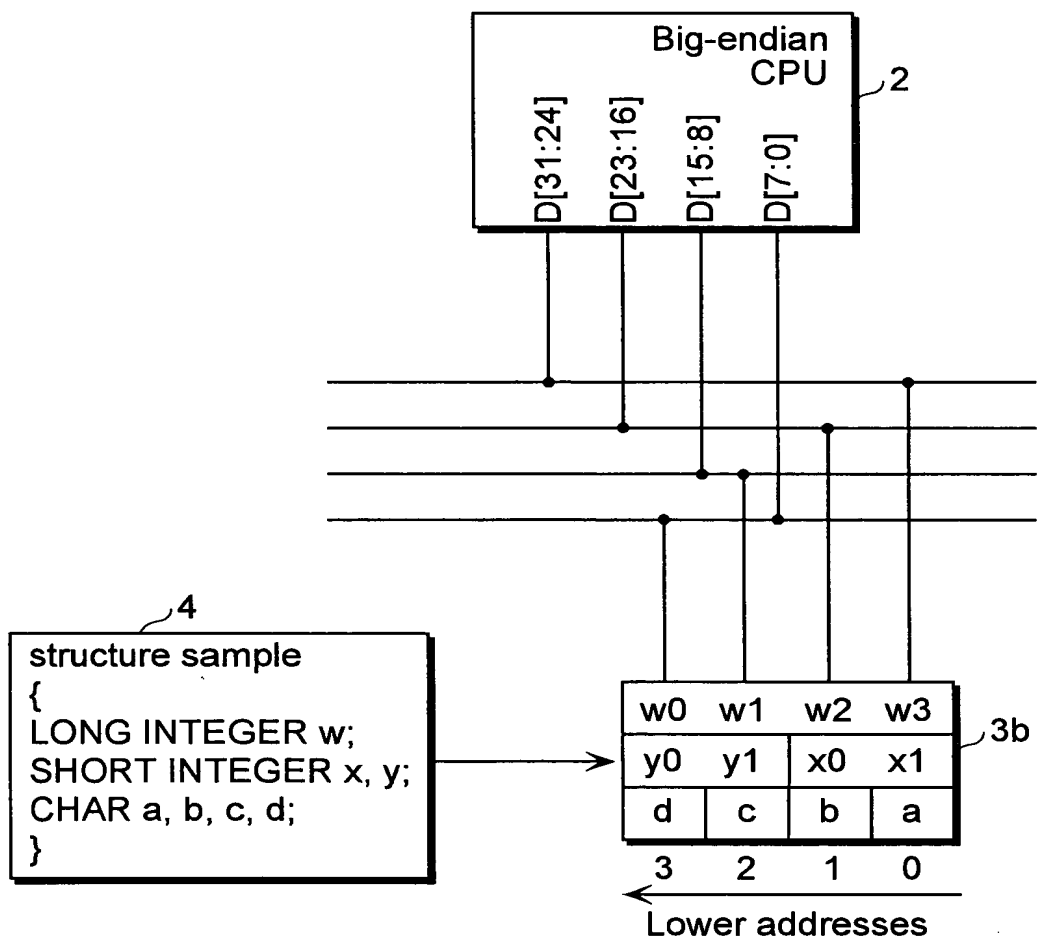 Big-endian
CPU
2
D[31:24]
D[23:16]
D[15:8]
D[7:0]
4
structure sample
{
LONG INTEGER w;
SHORT INTEGER x, y;
CHAR a, b, c, d;
}
w0 w1 w2 w3
3b
y0 y1 x0 x1
d c b a
3 2 1 0
Lower addresses